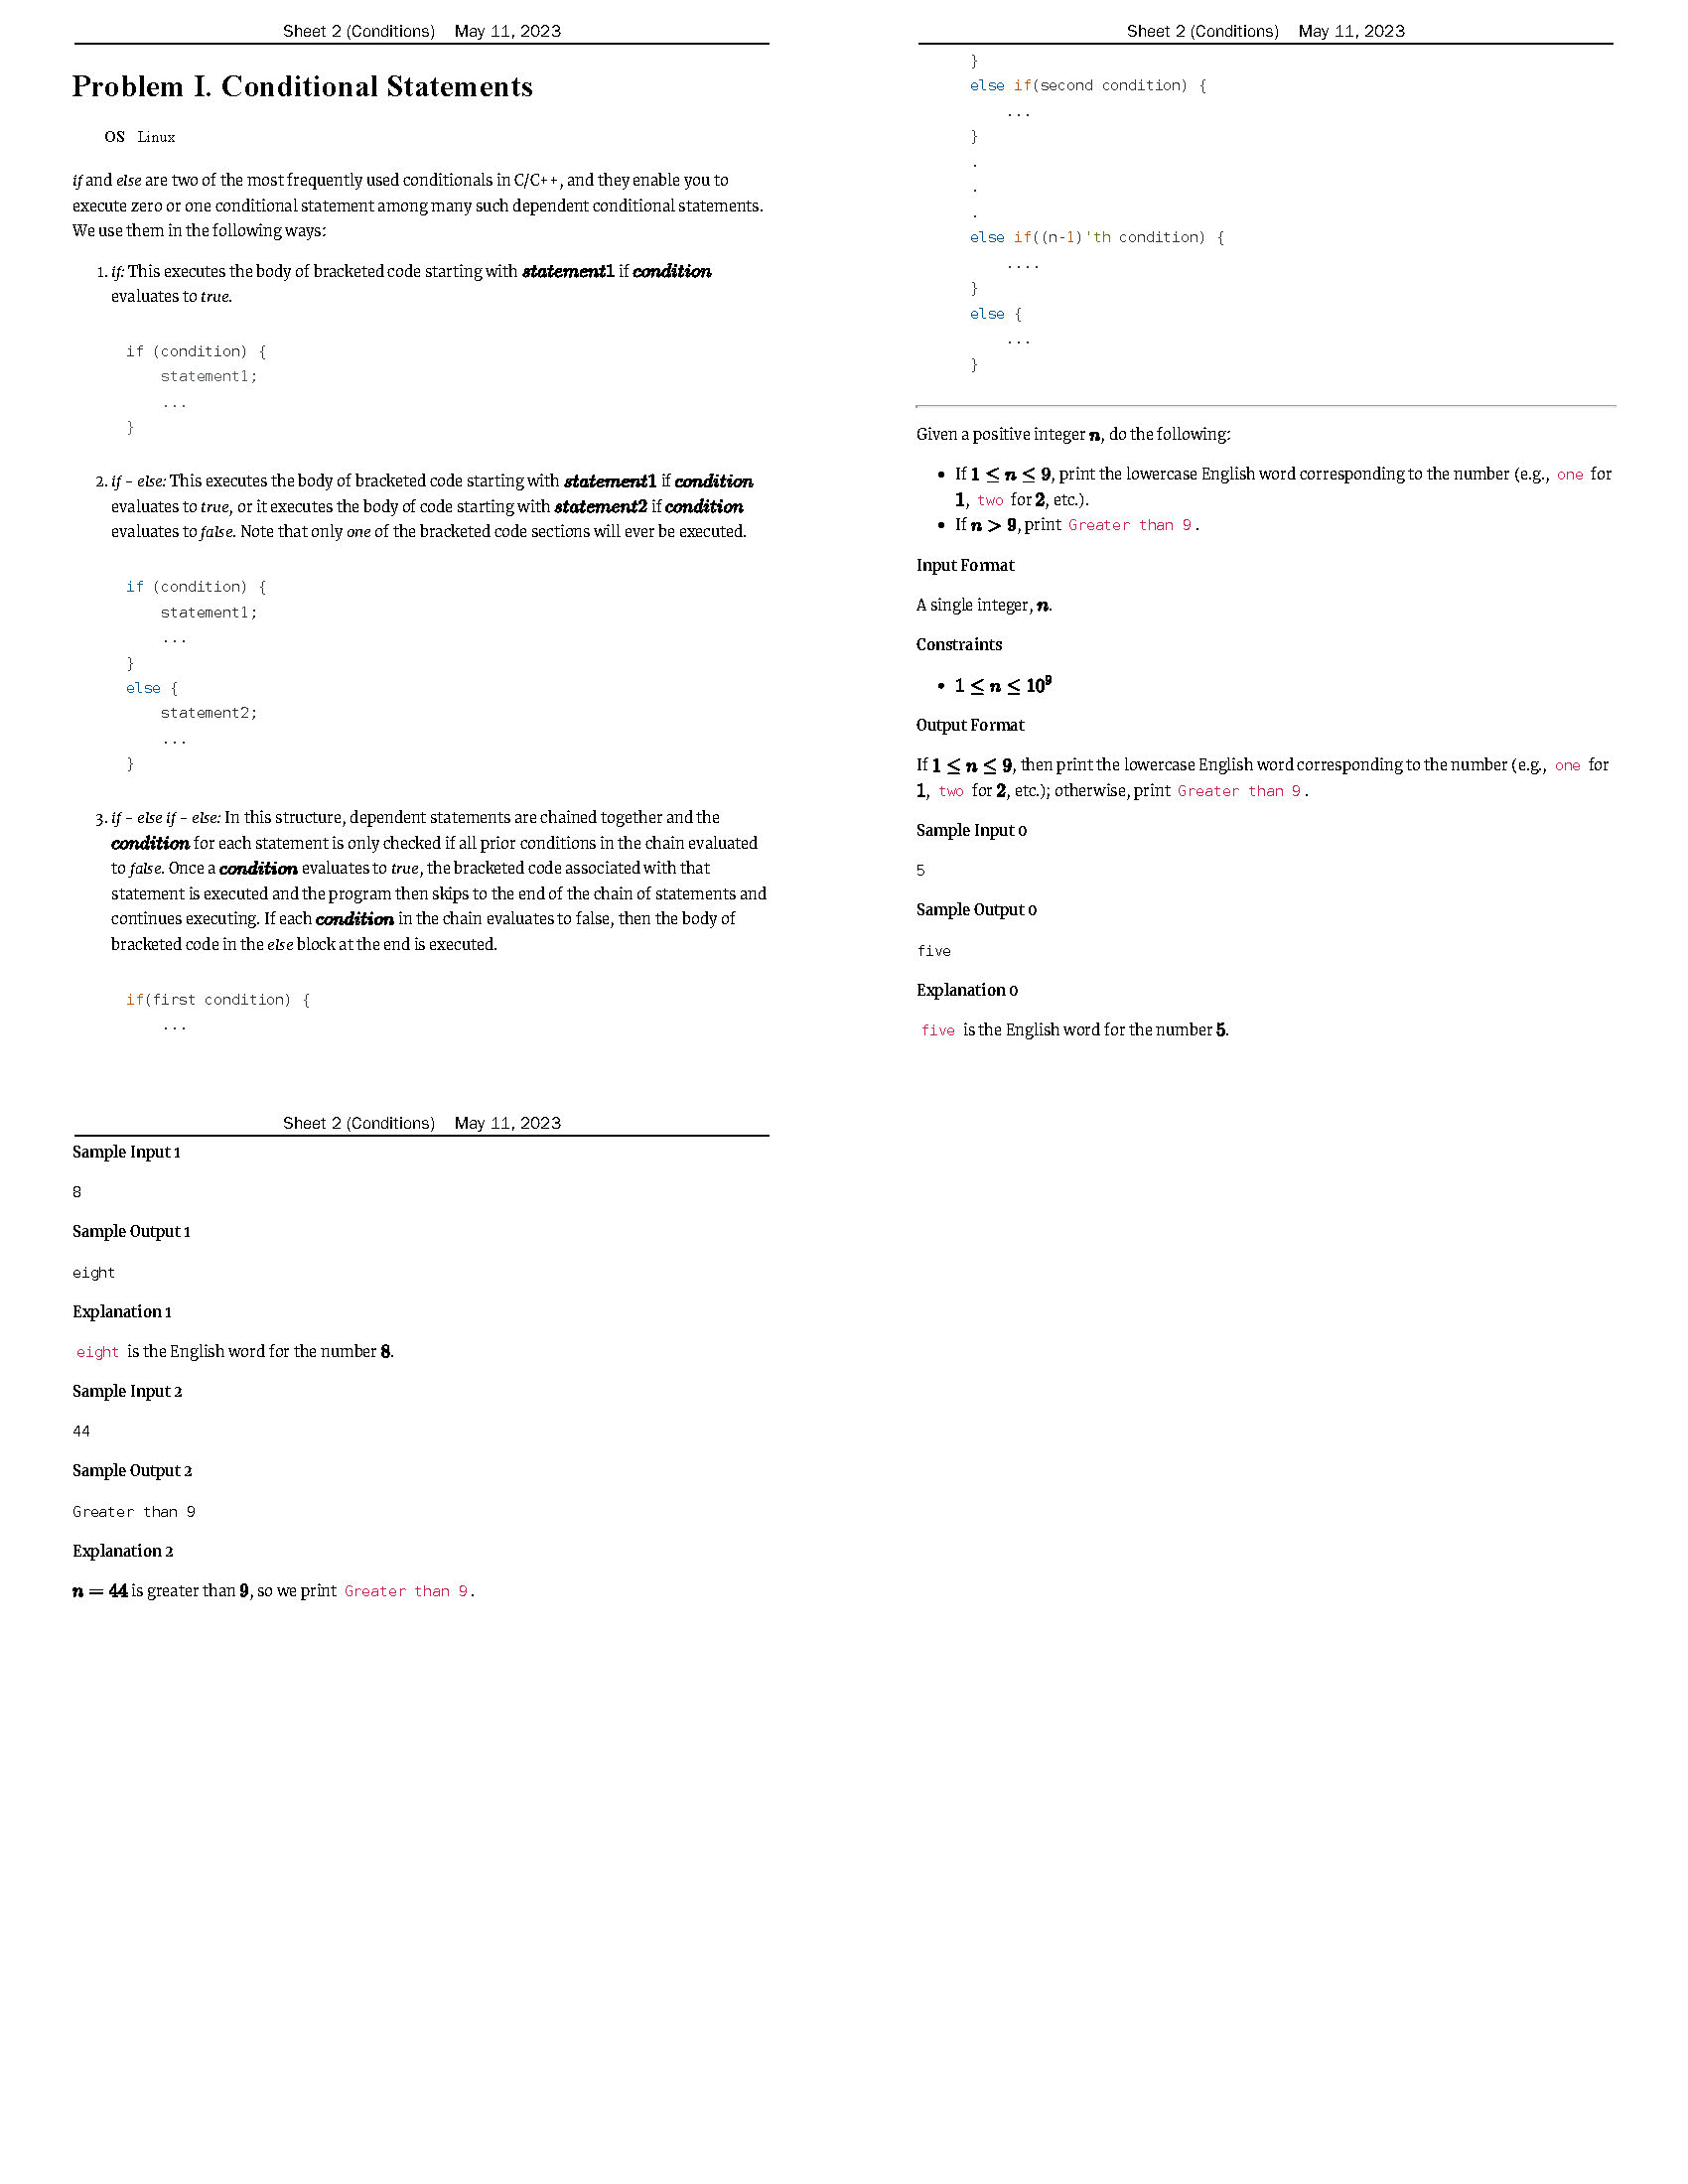 Sheet 2 (Conditions) May 11, 2023
Problem I. Conditional Statements
OS Linux
if and else are two of the most frequently used conditionals in C/C++, and they enable you to
execute zero or one conditional statement among many such dependent conditional statements.
We use them in the following ways:
1. if: This executes the body of bracketed code starting with statement1 if condition
evaluates to true.
if (condition) {
statement1;
...
}
2. if - else: This executes the body of bracketed code starting with statement1 if condition
evaluates to true, or it executes the body of code starting with statement2 if condition
evaluates to false. Note that only one of the bracketed code sections will ever be executed.
if (condition) {
statement1;
...
}
else {
statement2;
...
}
3. if - else if - else: In this structure, dependent statements are chained together and the
condition for each statement is only checked if all prior conditions in the chain evaluated
to false. Once a condition evaluates to true, the bracketed code associated with that
statement is executed and the program then skips to the end of the chain of statements and
continues executing. If each condition in the chain evaluates to false, then the body of
bracketed code in the else block at the end is executed.
if(first condition) {
...
Sheet 2 (Conditions) May 11, 2023
}
else if(second condition) {
...
}
.
.
.
else if((n-1)'th condition) {
....
}
else {
...
}
Given a positive integer n, do the following:
• If 1 ≤ n ≤ 9, print the lowercase English word corresponding to the number (e.g., one for
1, two for 2, etc.).
• If n > 9, print Greater than 9.
Input Format
A single integer, n.
Constraints
• 1 ≤ n ≤ 10⁹
Output Format
If 1 ≤ n ≤ 9, then print the lowercase English word corresponding to the number (e.g., one for
1, two for 2, etc.); otherwise, print Greater than 9.
Sample Input 0
5
Sample Output 0
five
Explanation 0
five is the English word for the number 5.
Sheet 2 (Conditions) May 11, 2023
Sample Input 1
8
Sample Output 1
eight
Explanation 1
eight is the English word for the number 8.
Sample Input 2
44
Sample Output 2
Greater than 9
Explanation 2
n = 44 is greater than 9, so we print Greater than 9.